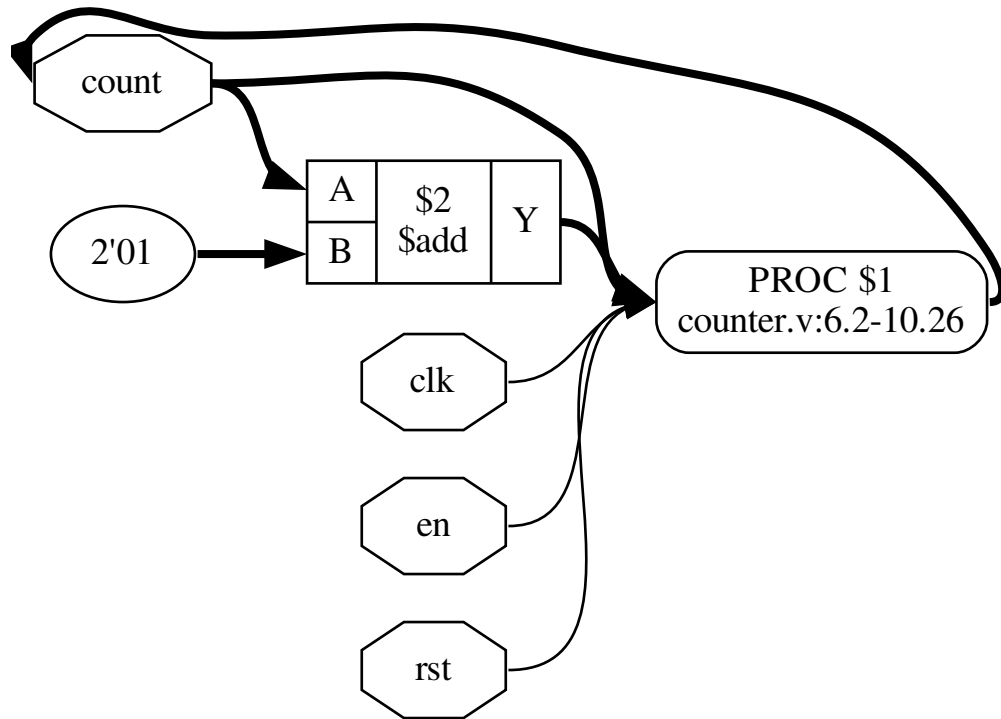 count
2'01
A
B
$2
$add
Y
PROC $1
counter.v:6.2-10.26
clk
en
rst